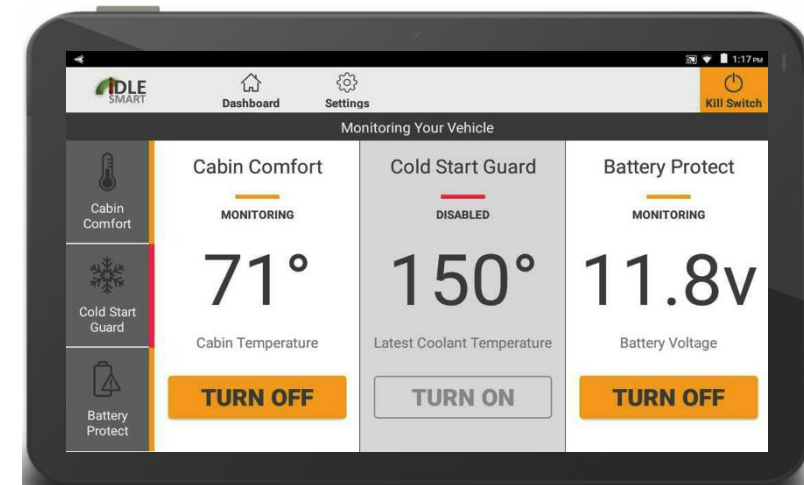 1:17 PM
IDLE
SMART
Dashboard
Settings
Kill Switch
Monitoring Your Vehicle
Cabin
Comfort
Cold Start
Guard
Battery
Protect
Cabin Comfort
MONITORING
71°
Cabin Temperature
TURN OFF
Cold Start Guard
DISABLED
150°
Latest Coolant Temperature
TURN ON
Battery Protect
MONITORING
11.8v
Battery Voltage
TURN OFF